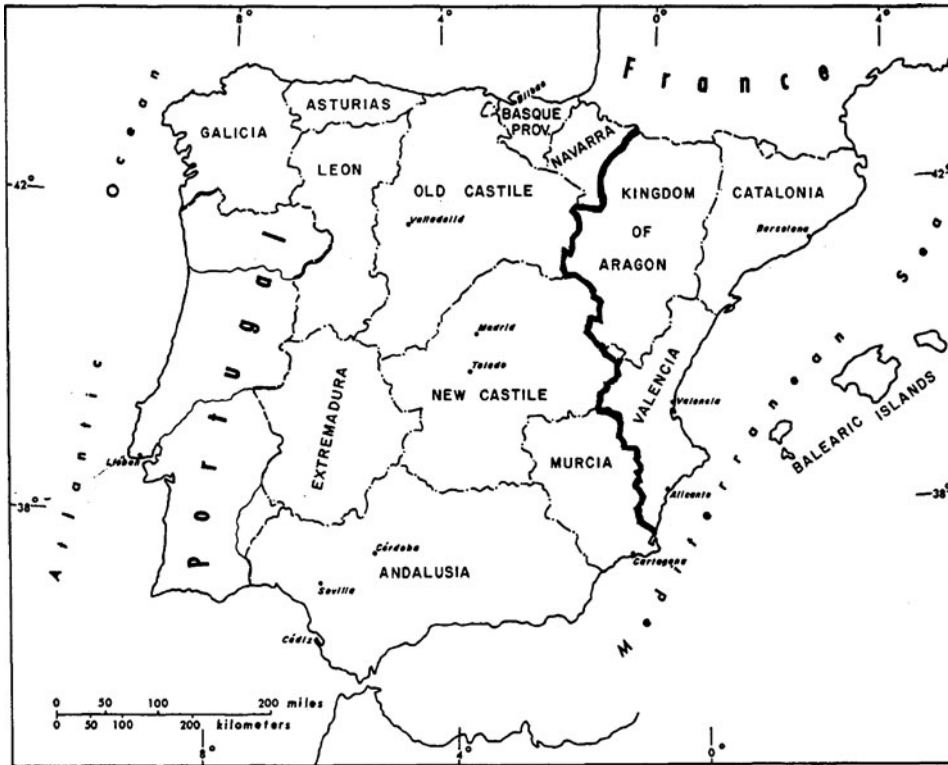 8° 4° 0° 4°
France
Ocean
Bilbao
ASTURIAS
BASQUE
PROV.
GALICIA
NAVARRA
LEON
42° 42°
OLD CASTILE
KINGDOM
OF
ARAGON
CATALONIA
Valladolid
Barcelona
Portugal
Madrid
Toledo
NEW CASTILE
EXTREMADURA
VALENCIA
Valencia
BALEARIC ISLANDS
Mediterranean Sea
Atlantic
Lisbon
MURCIA
Alicante
38° 38°
Córdoba
ANDALUSIA
Cartagena
Sevilla
Cádiz
0 50 100 200 miles
0 50 100 200 kilometers
8° 4° 0°